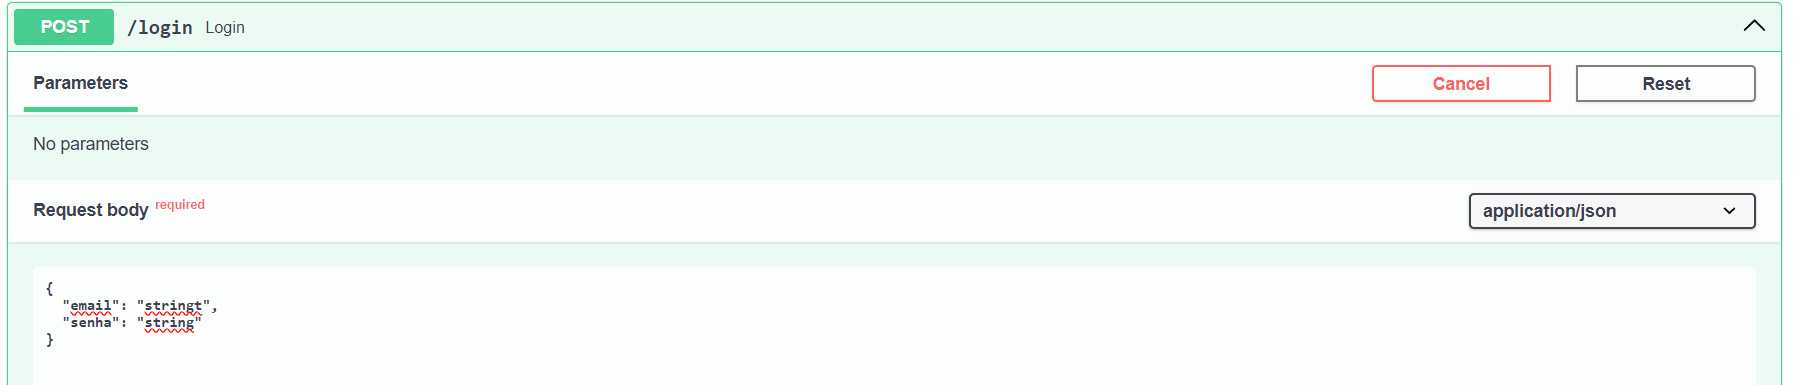 POST /login Login
Parameters
Cancel
Reset
No parameters
Request body required
application/json
{
  "email": "stringt",
  "senha": "string"
}